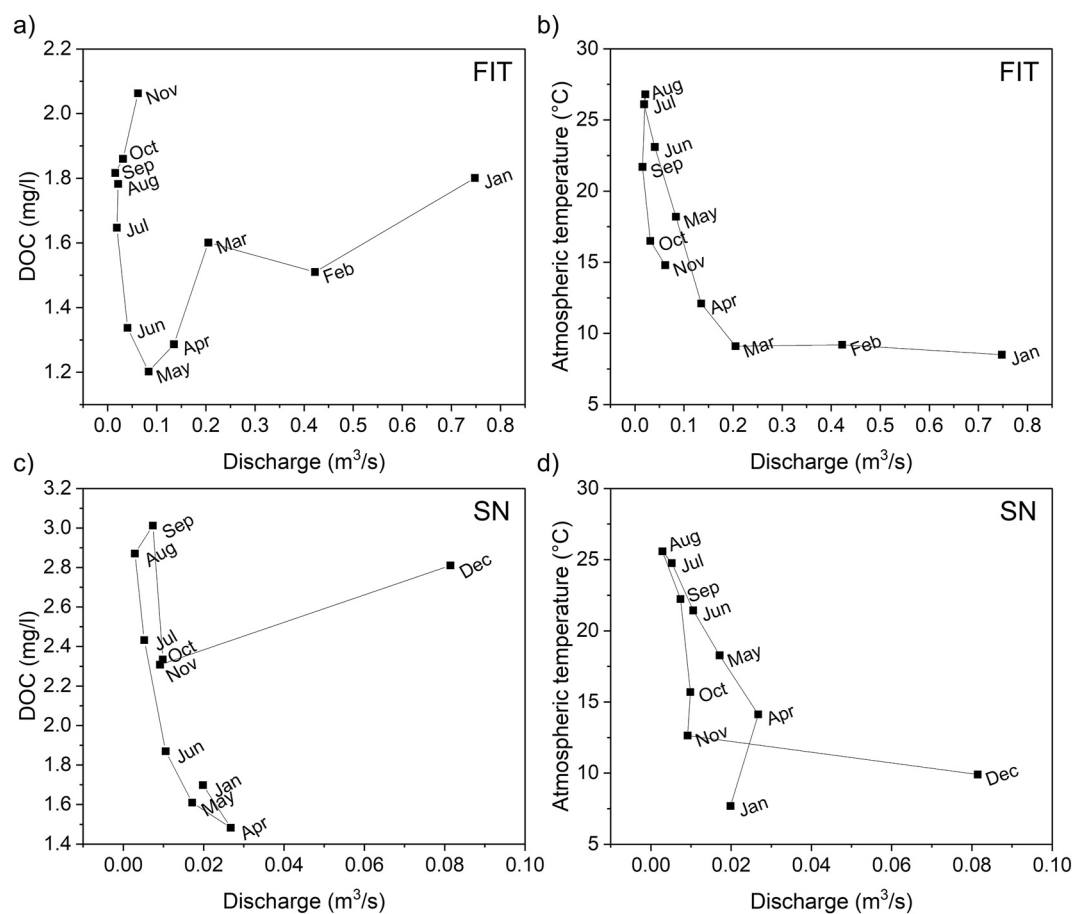 a)
FIT
DOC (mg/l)
2.2
2.0
1.8
1.6
1.4
1.2
Nov
Oct
Sep
Aug
Jul
Jan
Mar
Feb
Jun
Apr
May
0.0 0.1 0.2 0.3 0.4 0.5 0.6 0.7 0.8
Discharge (m³/s)
b)
FIT
Atmospheric temperature (°C)
30
25
20
15
10
5
Aug
Jul
Jun
Sep
May
Oct
Nov
Apr
Mar
Feb
Jan
0.0 0.1 0.2 0.3 0.4 0.5 0.6 0.7 0.8
Discharge (m³/s)
c)
SN
DOC (mg/l)
3.2
3.0
2.8
2.6
2.4
2.2
2.0
1.8
1.6
1.4
Sep
Aug
Dec
Jul
Oct
Nov
Jun
Jan
May
Apr
0.00 0.02 0.04 0.06 0.08 0.10
Discharge (m³/s)
d)
SN
Atmospheric temperature (°C)
30
25
20
15
10
5
Aug
Jul
Sep
Jun
May
Oct
Apr
Nov
Dec
Jan
0.00 0.02 0.04 0.06 0.08 0.10
Discharge (m³/s)